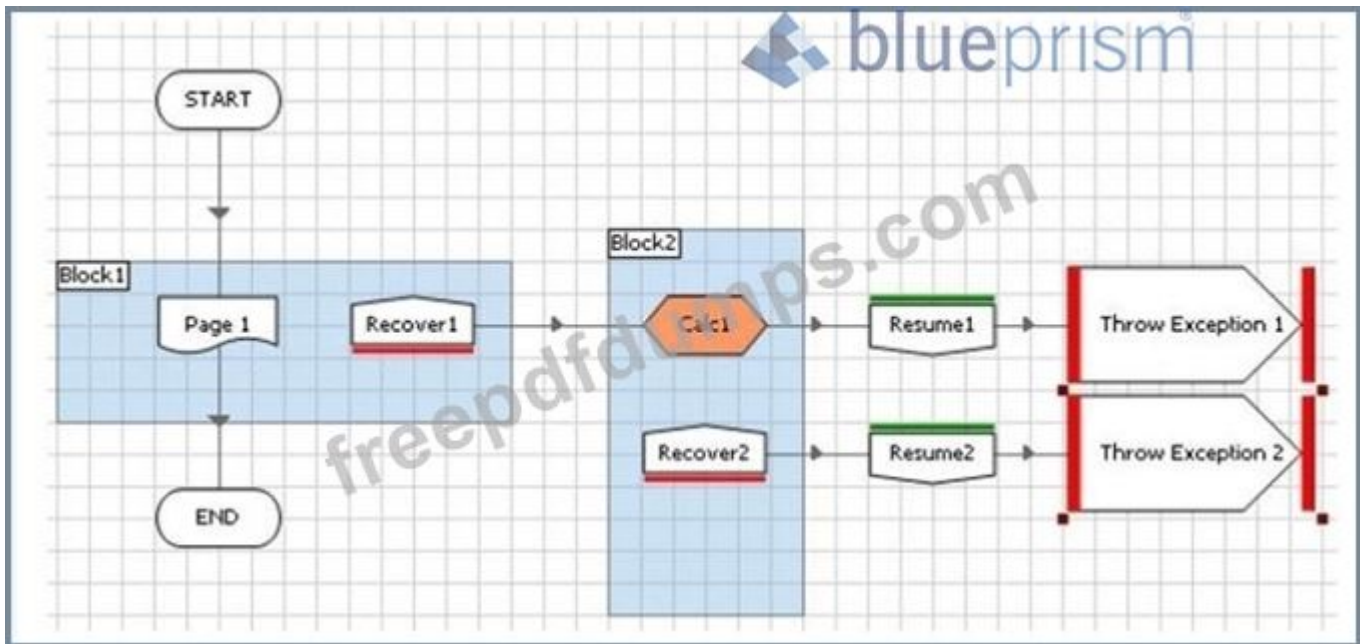 blueprism®
START
Block1
Page 1
Recover1
Block2
Calc1
Resume1
Throw Exception 1
Recover2
Resume2
Throw Exception 2
END
freepdfdumps.com